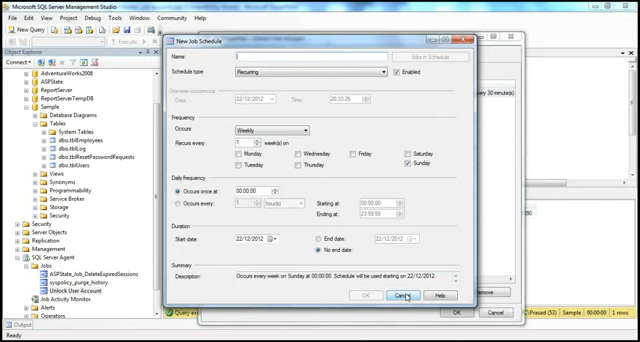 Microsoft SQL Server Management Studio
File Edit View Tools Window Community Help
New Query
Execute
Object Explorer
Connect
AdventureWorks2008
ASPState
ReportServer
ReportServerTempDB
Sample
Database Diagrams
Tables
System Tables
dbo.tblEmployees
dbo.tblLog
dbo.tblResetPasswordRequests
dbo.tblUsers
Views
Synonyms
Programmability
Service Broker
Storage
Security
Security
Server Objects
Replication
Management
SQL Server Agent
Jobs
ASPState_Job_DeleteExpiredSessions
syspolicy_purge_history
Unlock User Account
Job Activity Monitor
Alerts
Operators
Output
Ready
New Job Schedule
Name:
Jobs in Schedule
Schedule type: Recurring
Enabled
One-time occurrence
Date: 22/12/2012 Time: 20:33:25
Frequency
Occurs: Weekly
Recurs every: 1 week(s) on
Monday Wednesday Friday Saturday
Tuesday Thursday Sunday
Daily frequency
Occurs once at: 00:00:00
Occurs every: 1 hour(s) Starting at: 00:00:00
Ending at: 23:59:59
Duration
Start date: 22/12/2012 End date: 22/12/2012
No end date:
Summary
Description: Occurs every week on Sunday at 00:00:00. Schedule will be used starting on 22/12/2012.
OK Cancel Help
every 30 minute(s)
OK Cancel
Prasad (53) Sample 00:00:00